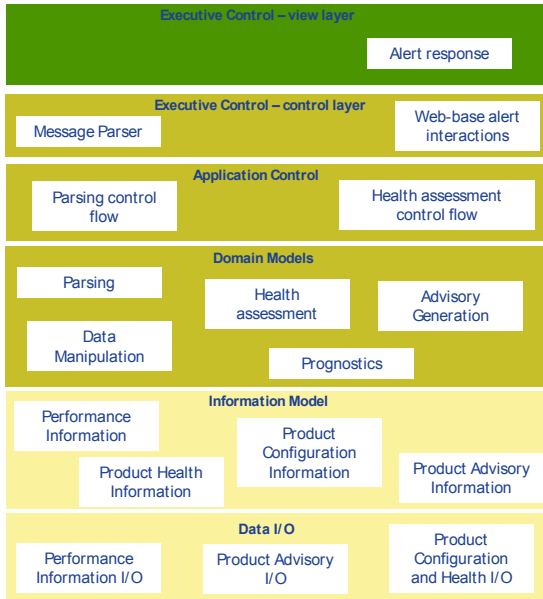 Executive Control – view layer
Alert response
Executive Control – control layer
Message Parser
Web-base alert
interactions
Application Control
Parsing control
flow
Health assessment
control flow
Domain Models
Parsing
Health
assessment
Advisory
Generation
Data
Manipulation
Prognostics
Information Model
Performance
Information
Product
Configuration
Information
Product Health
Information
Product Advisory
Information
Data I/O
Performance
Information I/O
Product Advisory
I/O
Product
Configuration
and Health I/O